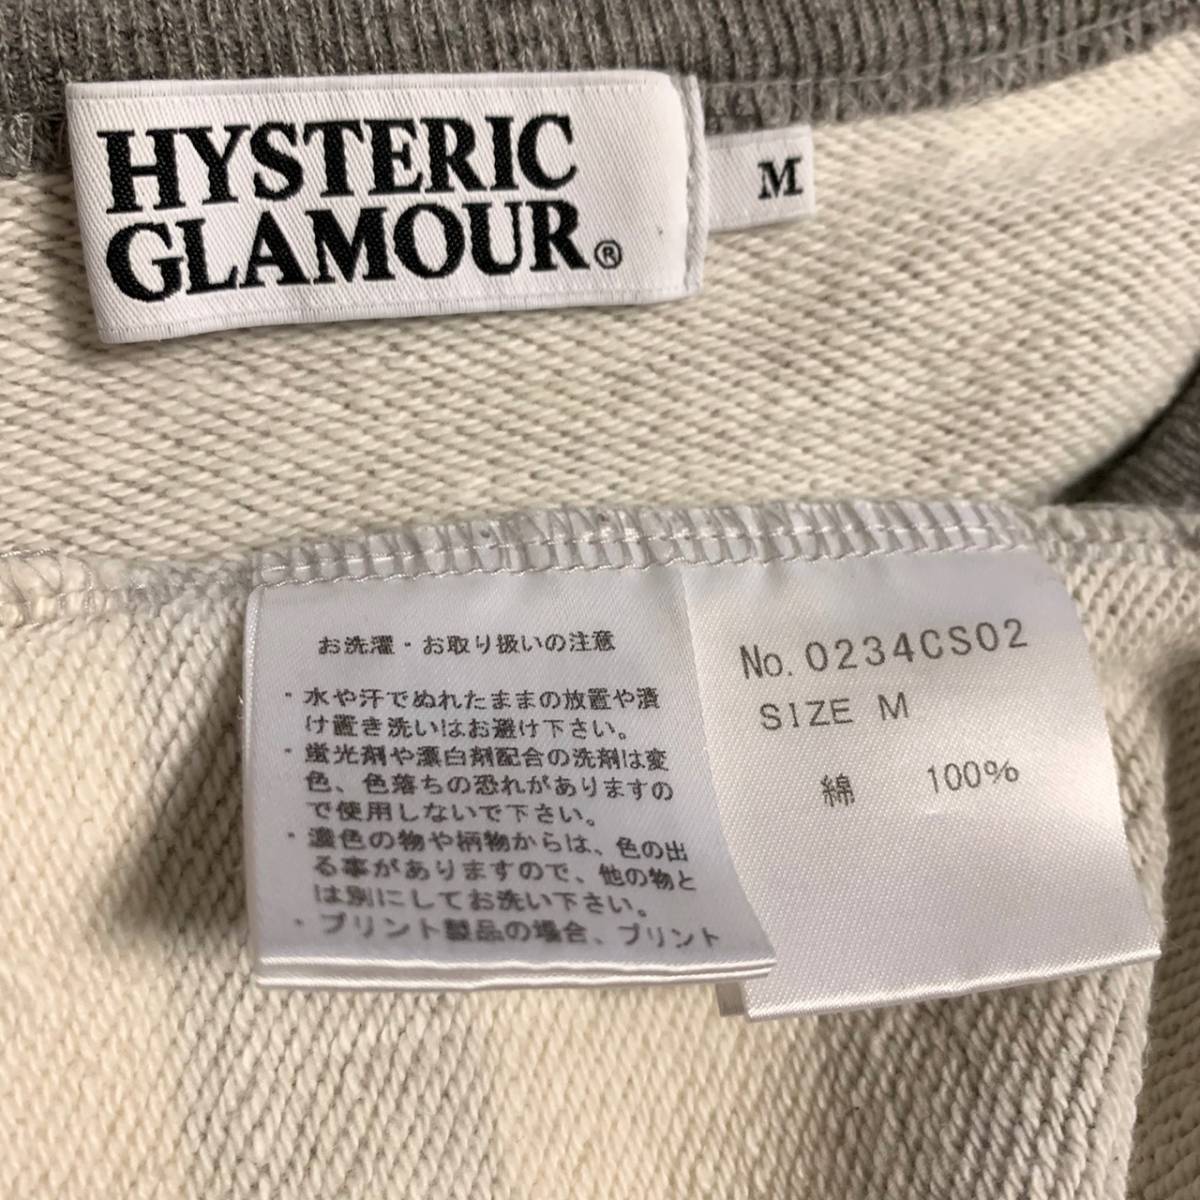 HYSTERIC
GLAMOUR®
M
お洗濯・お取り扱いの注意
・水や汗でぬれたままの放置や漬
け置き洗いはお避け下さい。
・蛍光剤や漂白剤配合の洗剤は変
色、色落ちの恐れがありますの
で使用しないで下さい。
・濃色の物や柄物からは、色の出
る事がありますので、他の物と
は別にしてお洗い下さい。
・プリント製品の場合、プリント
No. 0234CS02
SIZE M
綿 100%